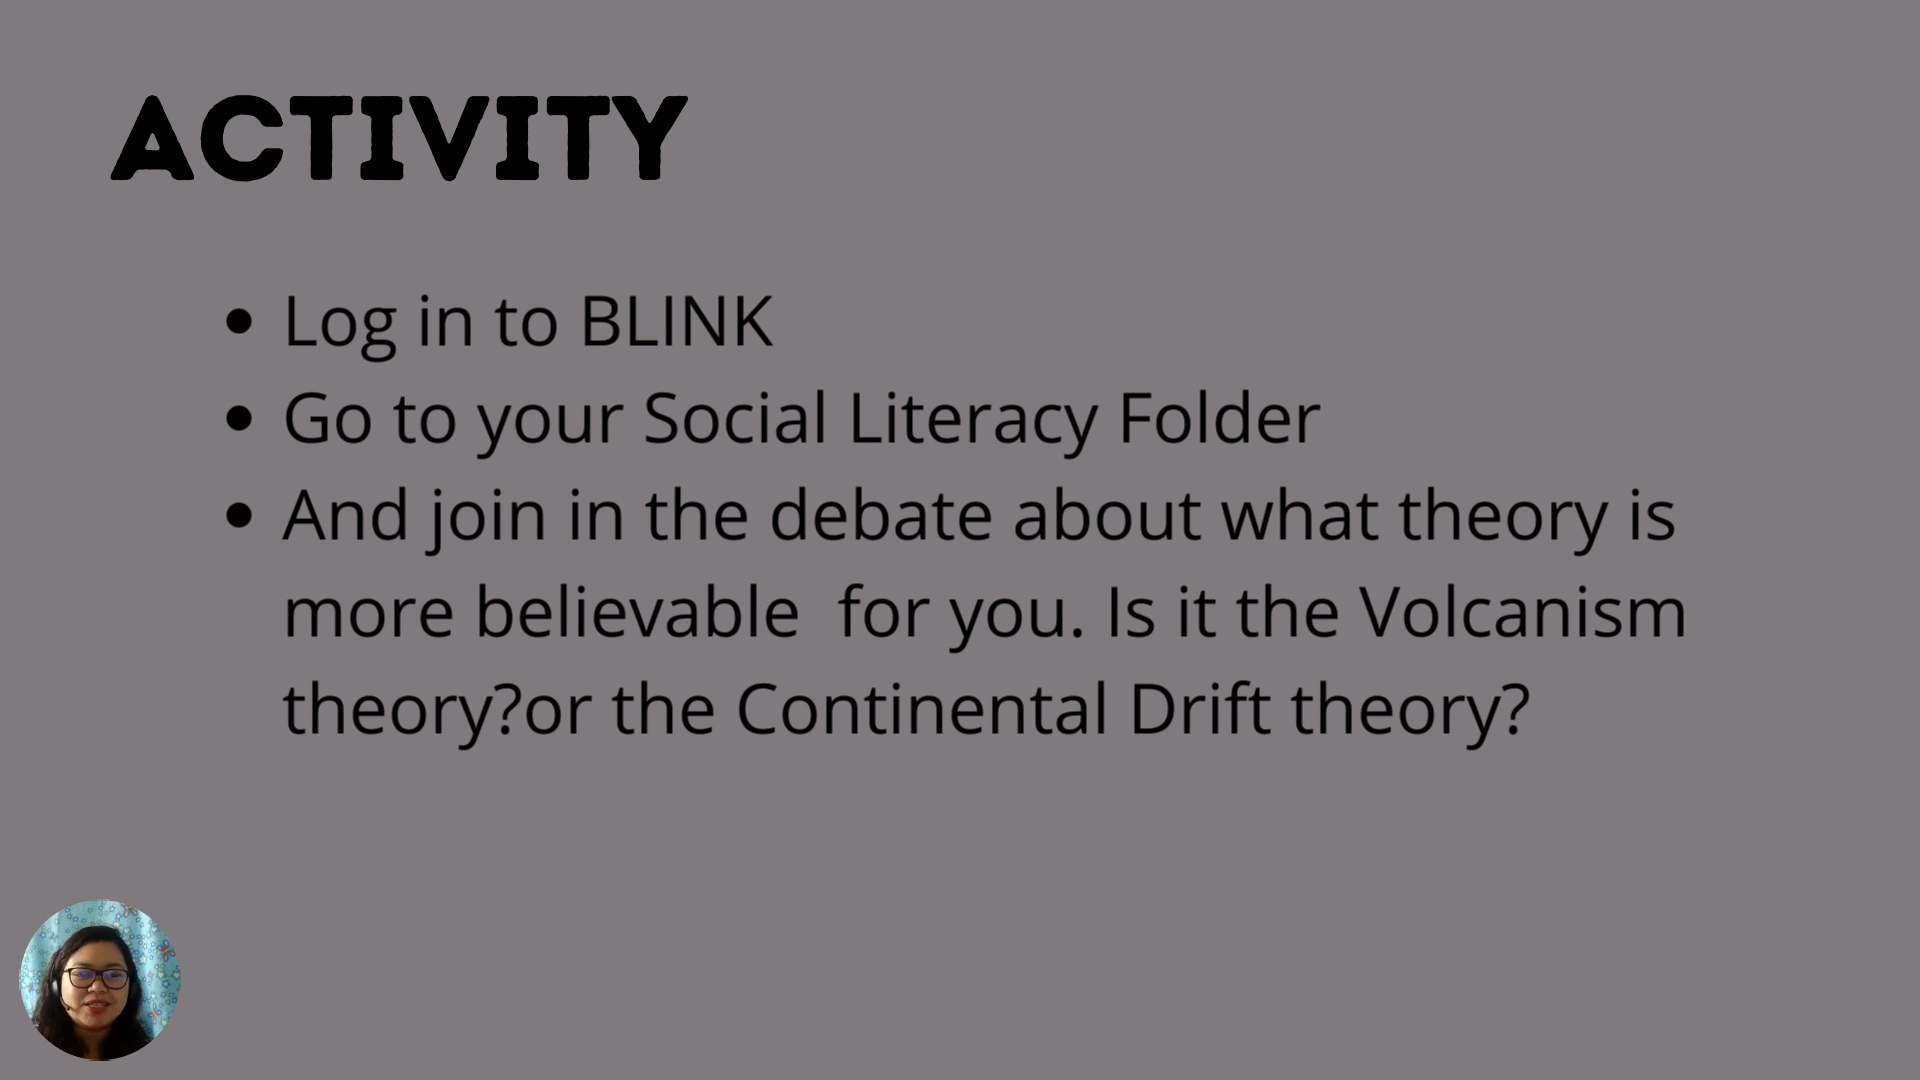 ACTIVITY
• Log in to BLINK
• Go to your Social Literacy Folder
• And join in the debate about what theory is
more believable  for you. Is it the Volcanism
theory?or the Continental Drift theory?